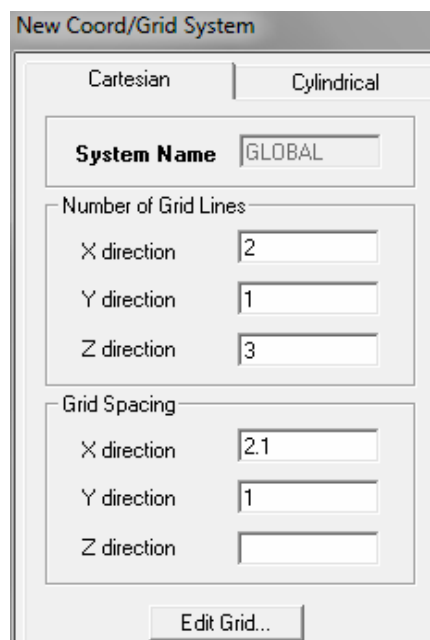 New Coord/Grid System
Cartesian Cylindrical
System Name GLOBAL
Number of Grid Lines
X direction 2
Y direction 1
Z direction 3
Grid Spacing
X direction 2.1
Y direction 1
Z direction
Edit Grid...